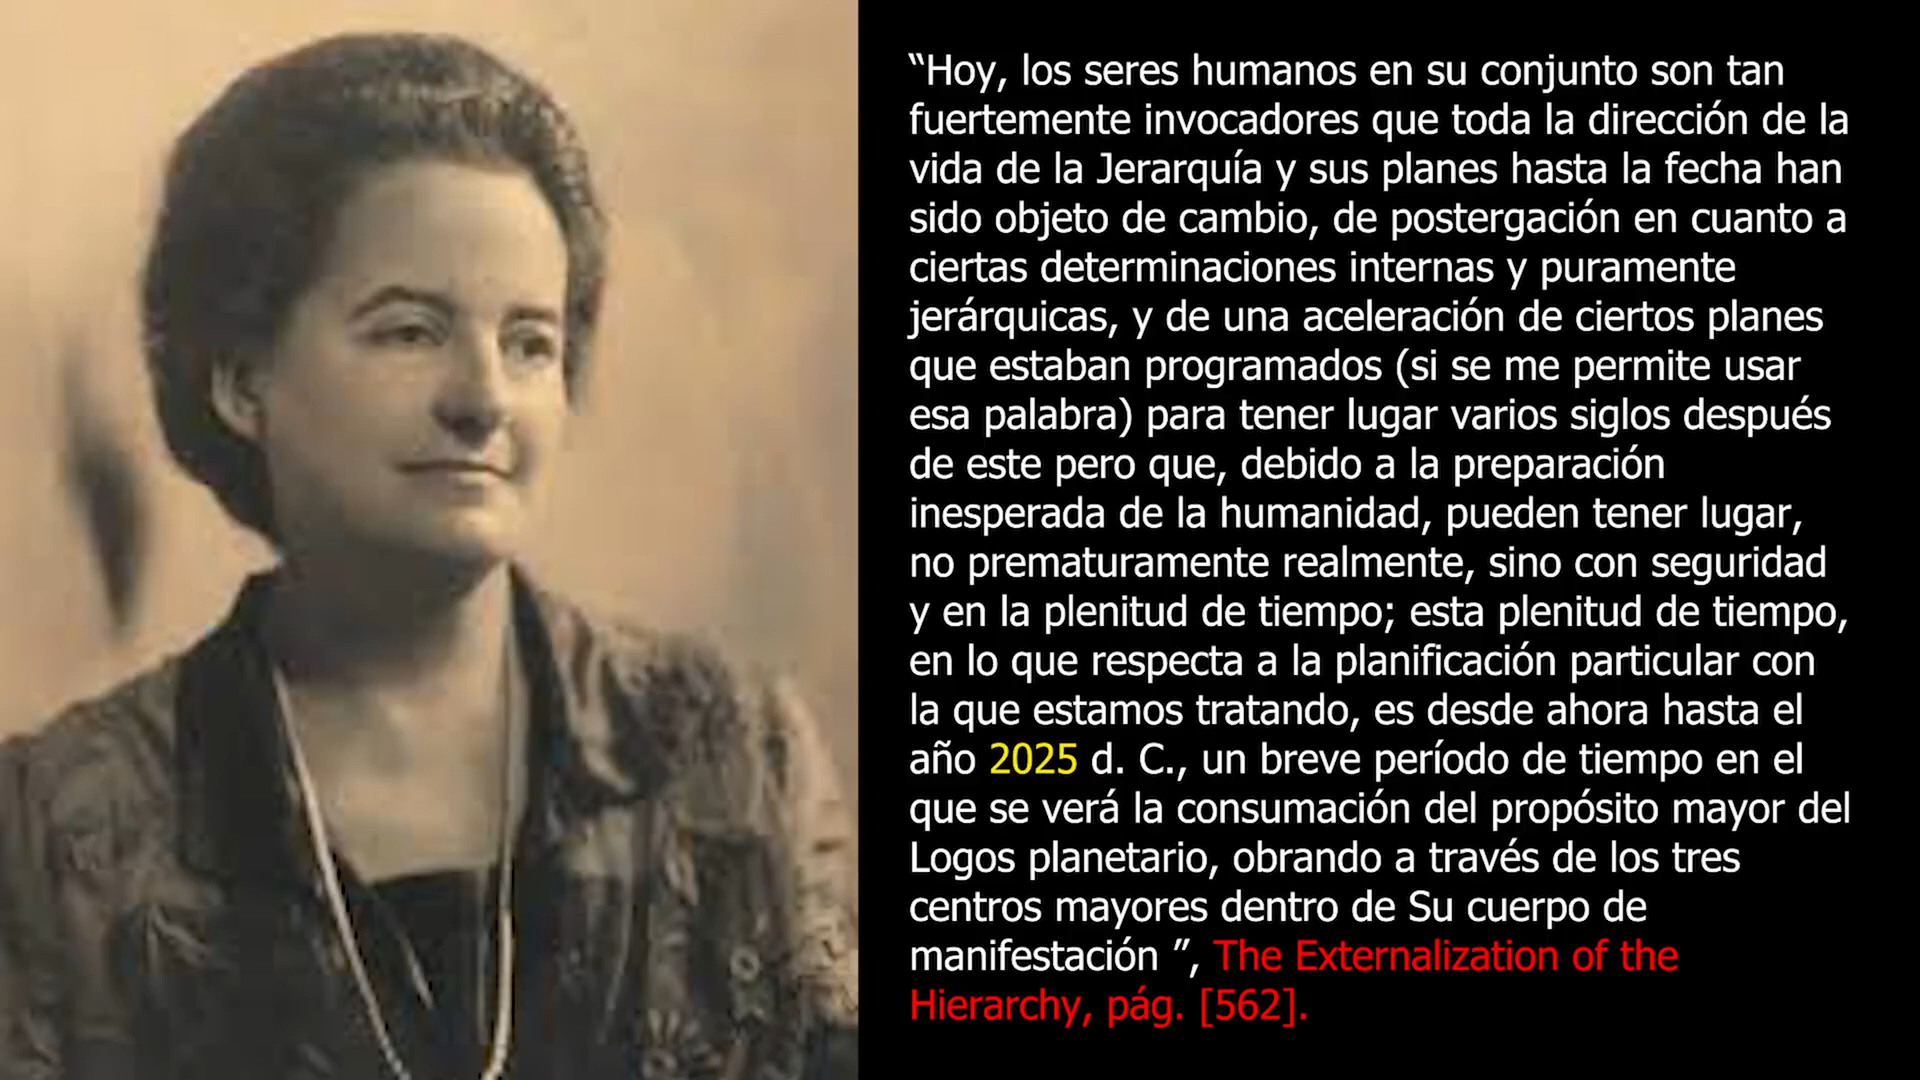 “Hoy, los seres humanos en su conjunto son tan
fuertemente invocadores que toda la dirección de la
vida de la Jerarquía y sus planes hasta la fecha han
sido objeto de cambio, de postergación en cuanto a
ciertas determinaciones internas y puramente
jerárquicas, y de una aceleración de ciertos planes
que estaban programados (si se me permite usar
esa palabra) para tener lugar varios siglos después
de este pero que, debido a la preparación
inesperada de la humanidad, pueden tener lugar,
no prematuramente realmente, sino con seguridad
y en la plenitud de tiempo; esta plenitud de tiempo,
en lo que respecta a la planificación particular con
la que estamos tratando, es desde ahora hasta el
año 2025 d. C., un breve período de tiempo en el
que se verá la consumación del propósito mayor del
Logos planetario, obrando a través de los tres
centros mayores dentro de Su cuerpo de
manifestación ”, The Externalization of the
Hierarchy, pág. [562].